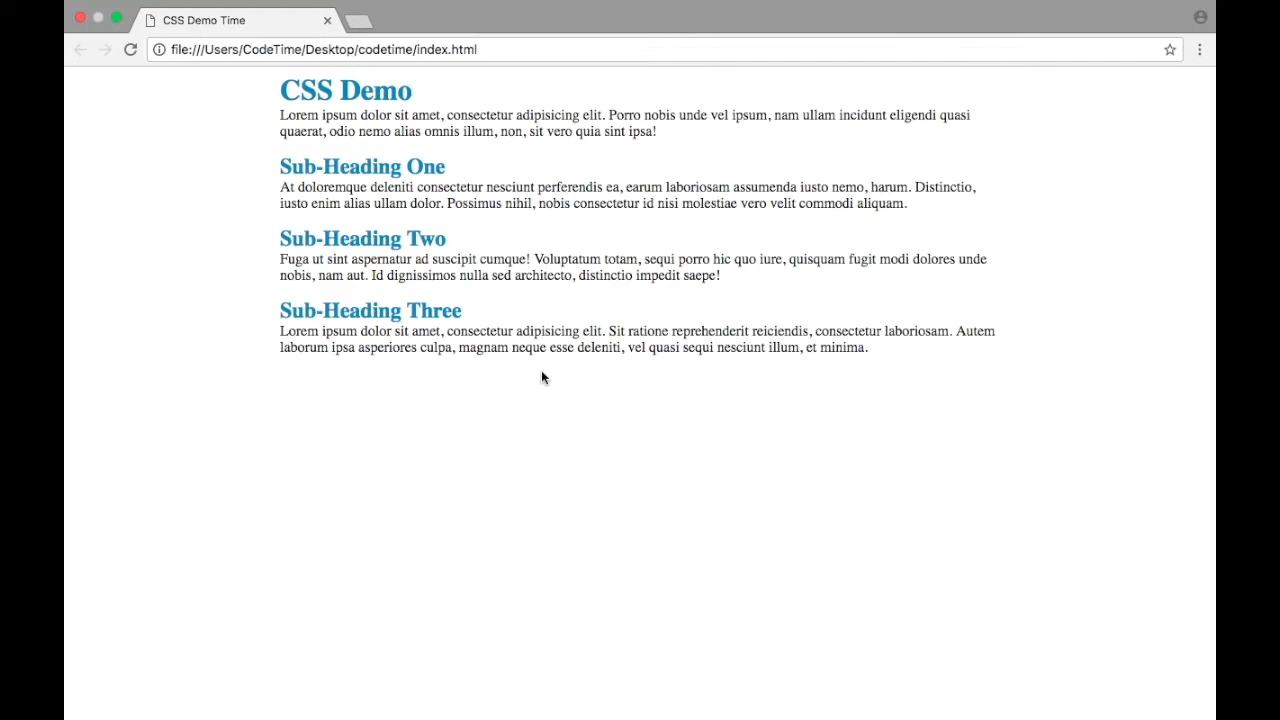 CSS Demo Time
file:///Users/CodeTime/Desktop/codetime/index.html
CSS Demo
Lorem ipsum dolor sit amet, consectetur adipisicing elit. Porro nobis unde vel ipsum, nam ullam incidunt eligendi quasi
quaerat, odio nemo alias omnis illum, non, sit vero quia sint ipsa!
Sub-Heading One
At doloremque deleniti consectetur nesciunt perferendis ea, earum laboriosam assumenda iusto nemo, harum. Distinctio,
iusto enim alias ullam dolor. Possimus nihil, nobis consectetur id nisi molestiae vero velit commodi aliquam.
Sub-Heading Two
Fuga ut sint aspernatur ad suscipit cumque! Voluptatum totam, sequi porro hic quo iure, quisquam fugit modi dolores unde
nobis, nam aut. Id dignissimos nulla sed architecto, distinctio impedit saepe!
Sub-Heading Three
Lorem ipsum dolor sit amet, consectetur adipisicing elit. Sit ratione reprehenderit reiciendis, consectetur laboriosam. Autem
laborum ipsa asperiores culpa, magnam neque esse deleniti, vel quasi sequi nesciunt illum, et minima.